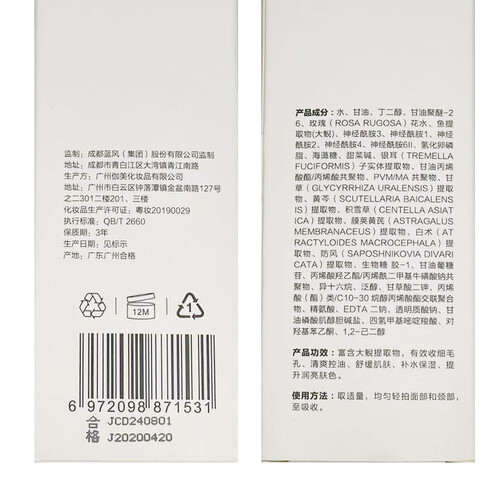 监制：成都蓝风（集团）股份有限公司监制
地址：成都市青白江区大湾镇青江南路
生产方：广州伽美化妆品有限公司
地址：广州市白云区钟落潭镇金盆南路127号
之二301二楼201、三楼
化妆品生产许可证：粤妆20190029
执行标准：QB/T 2660
保质期：3年
生产日期：见标示
产地：广东广州合格
12M
1
6 972098 871531
合格
JCD240801
J20200420
产品成分：水、甘油、丁二醇、甘油聚醚-2
6、玫瑰（ROSA RUGOSA）花水、鱼提
取物(大鲵)、神经酰胺3、神经酰胺1、神
经酰胺2、神经酰胺4、神经酰胺6II、氢化卵磷
脂、海藻糖、甜菜碱、银耳（TREMELLA
FUCIFORMIS）子实体提取物、甘油丙烯
酸酯/丙烯酸共聚物、PVM/MA 共聚物、甘
草（GLYCYRRHIZA URALENSIS）提取
物、黄芩（SCUTELLARIA BAICALEN
IS）提取物、积雪草（CENTELLA ASIAT
ICA）提取物、膜荚黄芪（ASTRAGALUS
MEMBRANACEUS）提取物、白术（AT
RACTYLOIDES MACROCEPHALA）提
取物、防风（SAPOSHNIKOVIA DIVARI
CATA）提取物、生物糖 胶-1、甘油葡糖
苷、丙烯酸羟乙酯/丙烯酰二甲基牛磺酸钠共
聚物、异十六烷、泛醇、甘草酸二钾、丙烯
酸（酯）类/C10-30 烷醇丙烯酸酯交联聚合
物、精氨酸、EDTA 二钠、透明质酸钠、甘
油磷酸肌醇胆碱盐、四氢甲基嘧啶羧酸、对
羟基苯乙酮、1,2-己二醇
产品功效：富含大鲵提取物，有效收细毛
孔、清爽控油、舒缓肌肤、补水保湿、提
升润亮肤色。
使用方法：取适量，均匀轻拍面部和颈部，
至吸收。